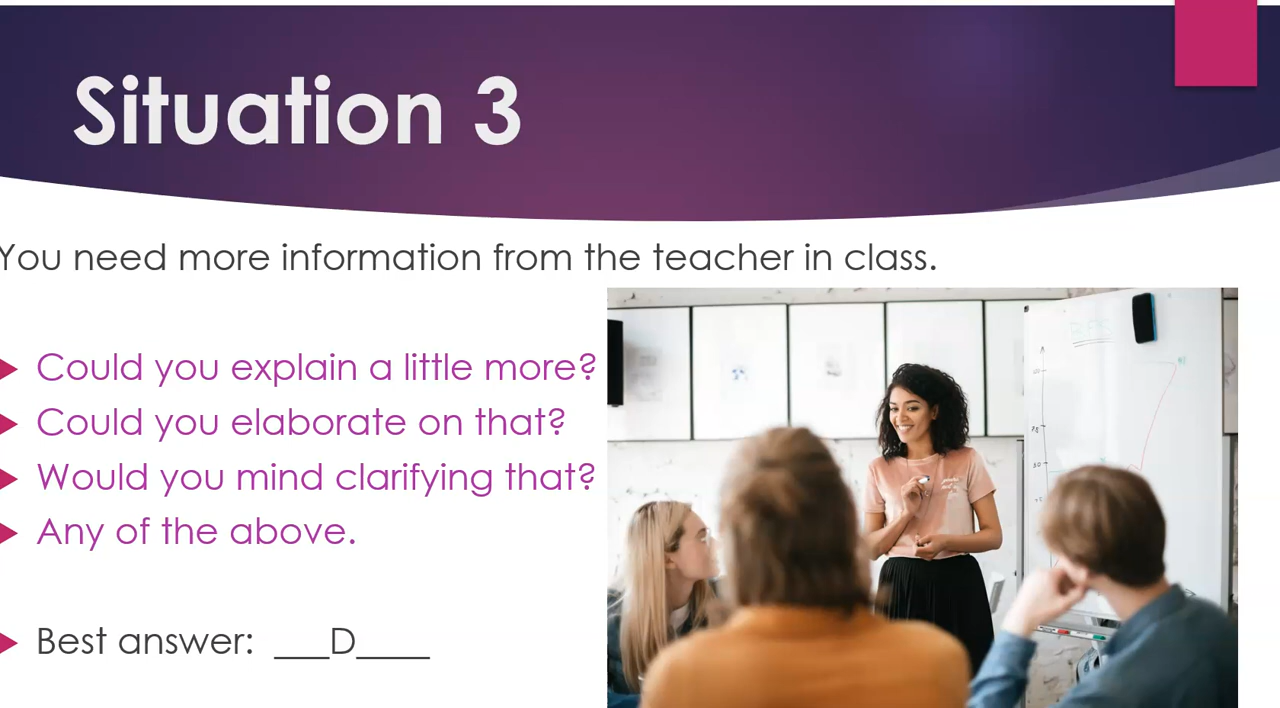 Situation 3
You need more information from the teacher in class.
Could you explain a little more?
Could you elaborate on that?
Would you mind clarifying that?
Any of the above.
Best answer: ___D____